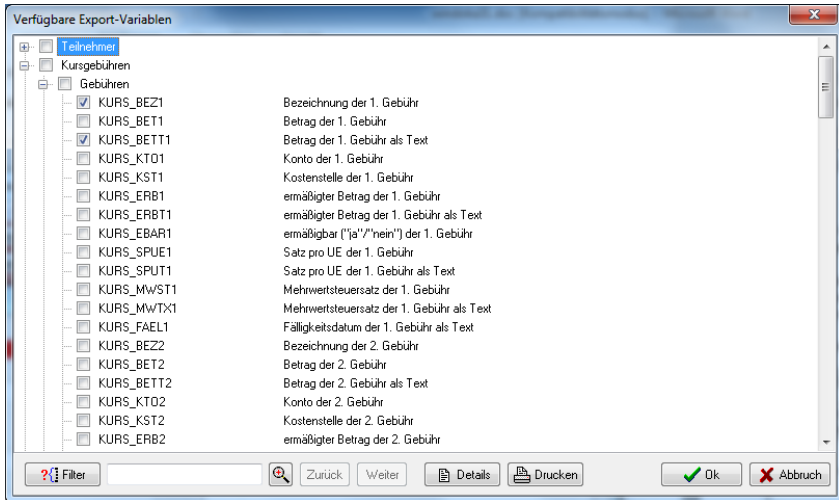 Verfügbare Export-Variablen
Teilnehmer
Kursgebühren
Gebühren
KURS_BEZ1 Bezeichnung der 1. Gebühr
KURS_BET1 Betrag der 1. Gebühr
KURS_BETT1 Betrag der 1. Gebühr als Text
KURS_KTO1 Konto der 1. Gebühr
KURS_KST1 Kostenstelle der 1. Gebühr
KURS_ERB1 ermäßigter Betrag der 1. Gebühr
KURS_ERBT1 ermäßigter Betrag der 1. Gebühr als Text
KURS_EBAR1 ermäßigbar ("ja"/"nein") der 1. Gebühr
KURS_SPUE1 Satz pro UE der 1. Gebühr
KURS_SPUT1 Satz pro UE der 1. Gebühr als Text
KURS_MWST1 Mehrwertsteuersatz der 1. Gebühr
KURS_MWTX1 Mehrwertsteuersatz der 1. Gebühr als Text
KURS_FAEL1 Fälligkeitsdatum der 1. Gebühr als Text
KURS_BEZ2 Bezeichnung der 2. Gebühr
KURS_BET2 Betrag der 2. Gebühr
KURS_BETT2 Betrag der 2. Gebühr als Text
KURS_KTO2 Konto der 2. Gebühr
KURS_KST2 Kostenstelle der 2. Gebühr
KURS_ERB2 ermäßigter Betrag der 2. Gebühr
Filter Zurück Weiter Details Drucken Ok Abbruch